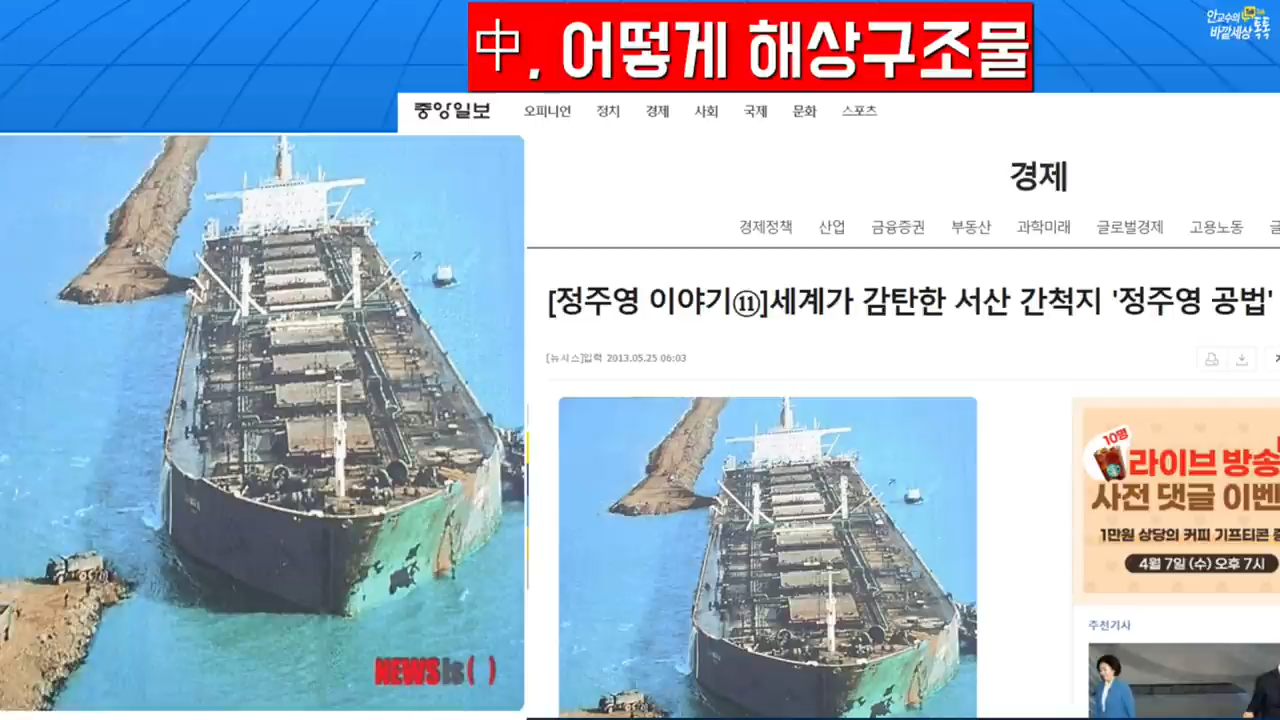 中, 어떻게 해상구조물
안교수의 톡톡
바깥세상 톡톡
중앙일보 오피니언 정치 경제 사회 국제 문화 스포츠
경제
경제정책 산업 금융증권 부동산 과학미래 글로벌경제 고용노동 글
[정주영 이야기⑪]세계가 감탄한 서산 간척지 '정주영 공법'
[뉴시스]입력 2013.05.25 06:03
NEWSis( )
10명
라이브 방송
사전 댓글 이벤
1만원 상당의 커피 기프티콘 증
4월 7일 (수) 오후 7시
추천기사